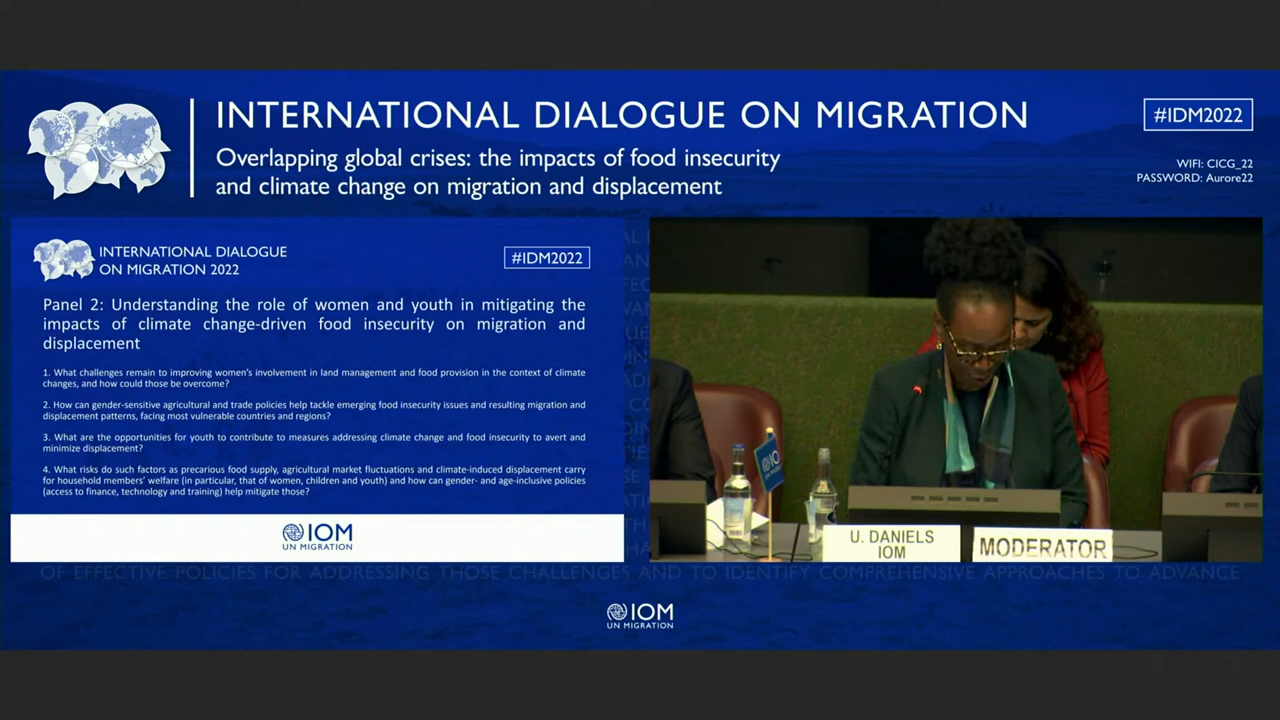 INTERNATIONAL DIALOGUE ON MIGRATION
Overlapping global crises: the impacts of food insecurity
and climate change on migration and displacement
#IDM2022
WIFI: CICG_22
PASSWORD: Aurore22
INTERNATIONAL DIALOGUE
ON MIGRATION 2022
#IDM2022
Panel 2: Understanding the role of women and youth in mitigating the
impacts of climate change-driven food insecurity on migration and
displacement
1. What challenges remain to improving women's involvement in land management and food provision in the context of climate
changes, and how could those be overcome?
2. How can gender-sensitive agricultural and trade policies help tackle emerging food insecurity issues and resulting migration and
displacement patterns, facing most vulnerable countries and regions?
3. What are the opportunities for youth to contribute to measures addressing climate change and food insecurity to avert and
minimize displacement?
4. What risks do such factors as precarious food supply, agricultural market fluctuations and climate-induced displacement carry
for household members' welfare (in particular, that of women, children and youth) and how can gender- and age-inclusive policies
(access to finance, technology and training) help mitigate those?
IOM
UN MIGRATION
U. DANIELS
IOM
MODERATOR
OF EFFECTIVE POLICIES FOR ADDRESSING THOSE CHALLENGES AND TO IDENTIFY COMPREHENSIVE APPROACHES TO ADVANCE
IOM
UN MIGRATION